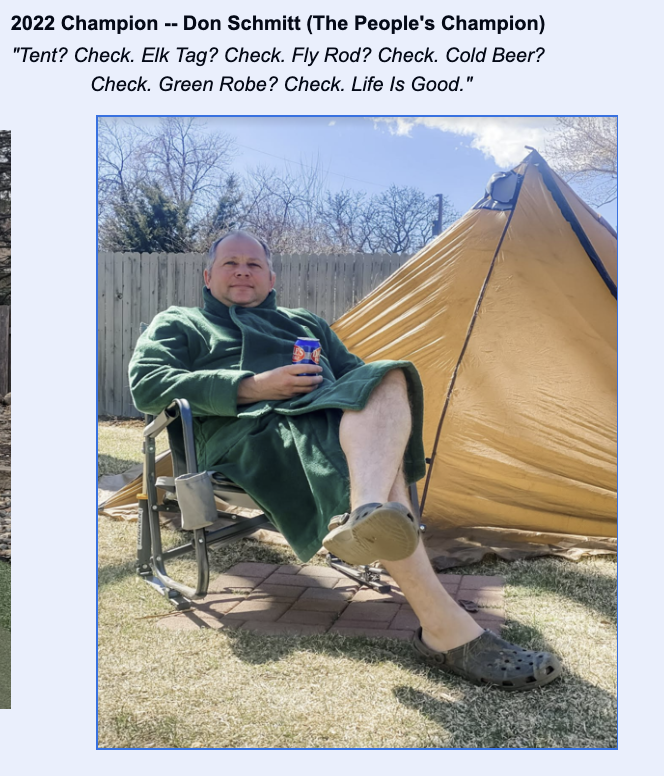 2022 Champion -- Don Schmitt (The People's Champion)
"Tent? Check. Elk Tag? Check. Fly Rod? Check. Cold Beer?
Check. Green Robe? Check. Life Is Good."